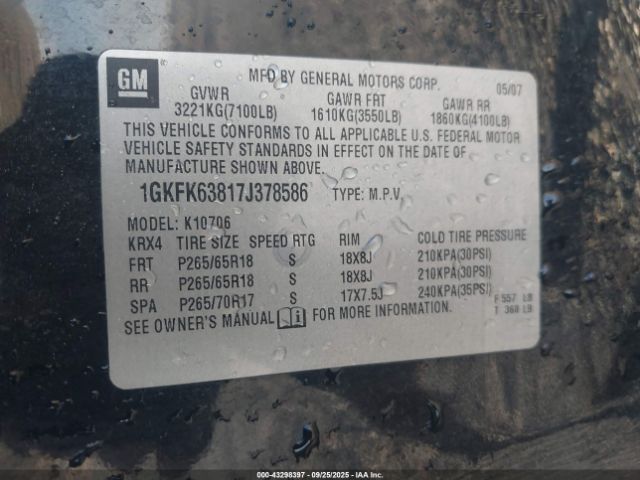 GM
MFD BY GENERAL MOTORS CORP. 05/07
GVWR GAWR FRT GAWR RR
3221KG(7100LB) 1610KG(3550LB) 1860KG(4100LB)
THIS VEHICLE CONFORMS TO ALL APPLICABLE U.S. FEDERAL MOTOR
VEHICLE SAFETY STANDARDS IN EFFECT ON THE DATE OF
MANUFACTURE SHOWN ABOVE.
1GKFK63817J378586 TYPE: M.P.V.
MODEL: K10706
KRX4 TIRE SIZE SPEED RTG RIM COLD TIRE PRESSURE
FRT P265/65R18 S 18X8J 210KPA(30PSI)
RR P265/65R18 S 18X8J 210KPA(30PSI)
SPA P265/70R17 S 17X7.5J 240KPA(35PSI)
SEE OWNER'S MANUAL FOR MORE INFORMATION.
F 557 LB
T 368 LB
000-43298397 - 09/25/2025 - IAAI.COM